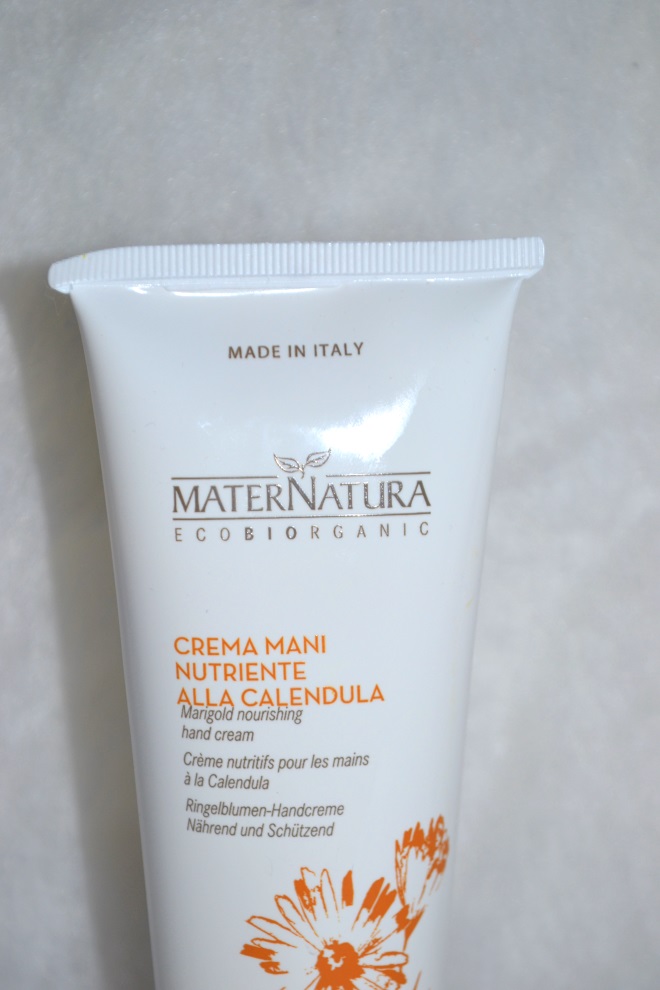 MADE IN ITALY
MATERNATURA
ECOBIORGANIC
CREMA MANI
NUTRIENTE
ALLA CALENDULA
Marigold nourishing
hand cream
Crème nutritifs pour les mains
à la Calendula
Ringelblumen-Handcreme
Nährend und Schützend